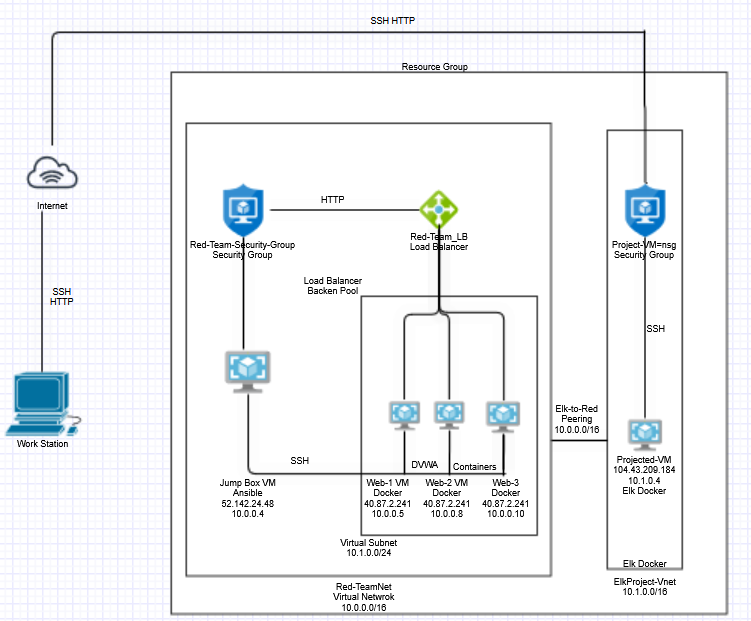 SSH HTTP
Resource Group
Internet
HTTP
Red-Team-Security-Group
Security Group
Red-Team_LB
Load Balancer
Project-VM=nsg
Security Group
Load Balancer
Backen Pool
SSH
HTTP
SSH
Work Station
Elk-to-Red
Peering
10.0.0.0/16
SSH
DVWA
Containers
Jump Box VM
Ansible
52.142.24.48
10.0.0.4
Web-1 VM
Docker
40.87.2.241
10.0.0.5
Web-2 VM
Docker
40.87.2.241
10.0.0.8
Web-3
Docker
40.87.2.241
10.0.0.10
Projected-VM
104.43.209.184
10.1.0.4
Elk Docker
Virtual Subnet
10.1.0.0/24
Elk Docker
Red-TeamNet
Virtual Netwrok
10.0.0.0/16
ElkProject-Vnet
10.1.0.0/16